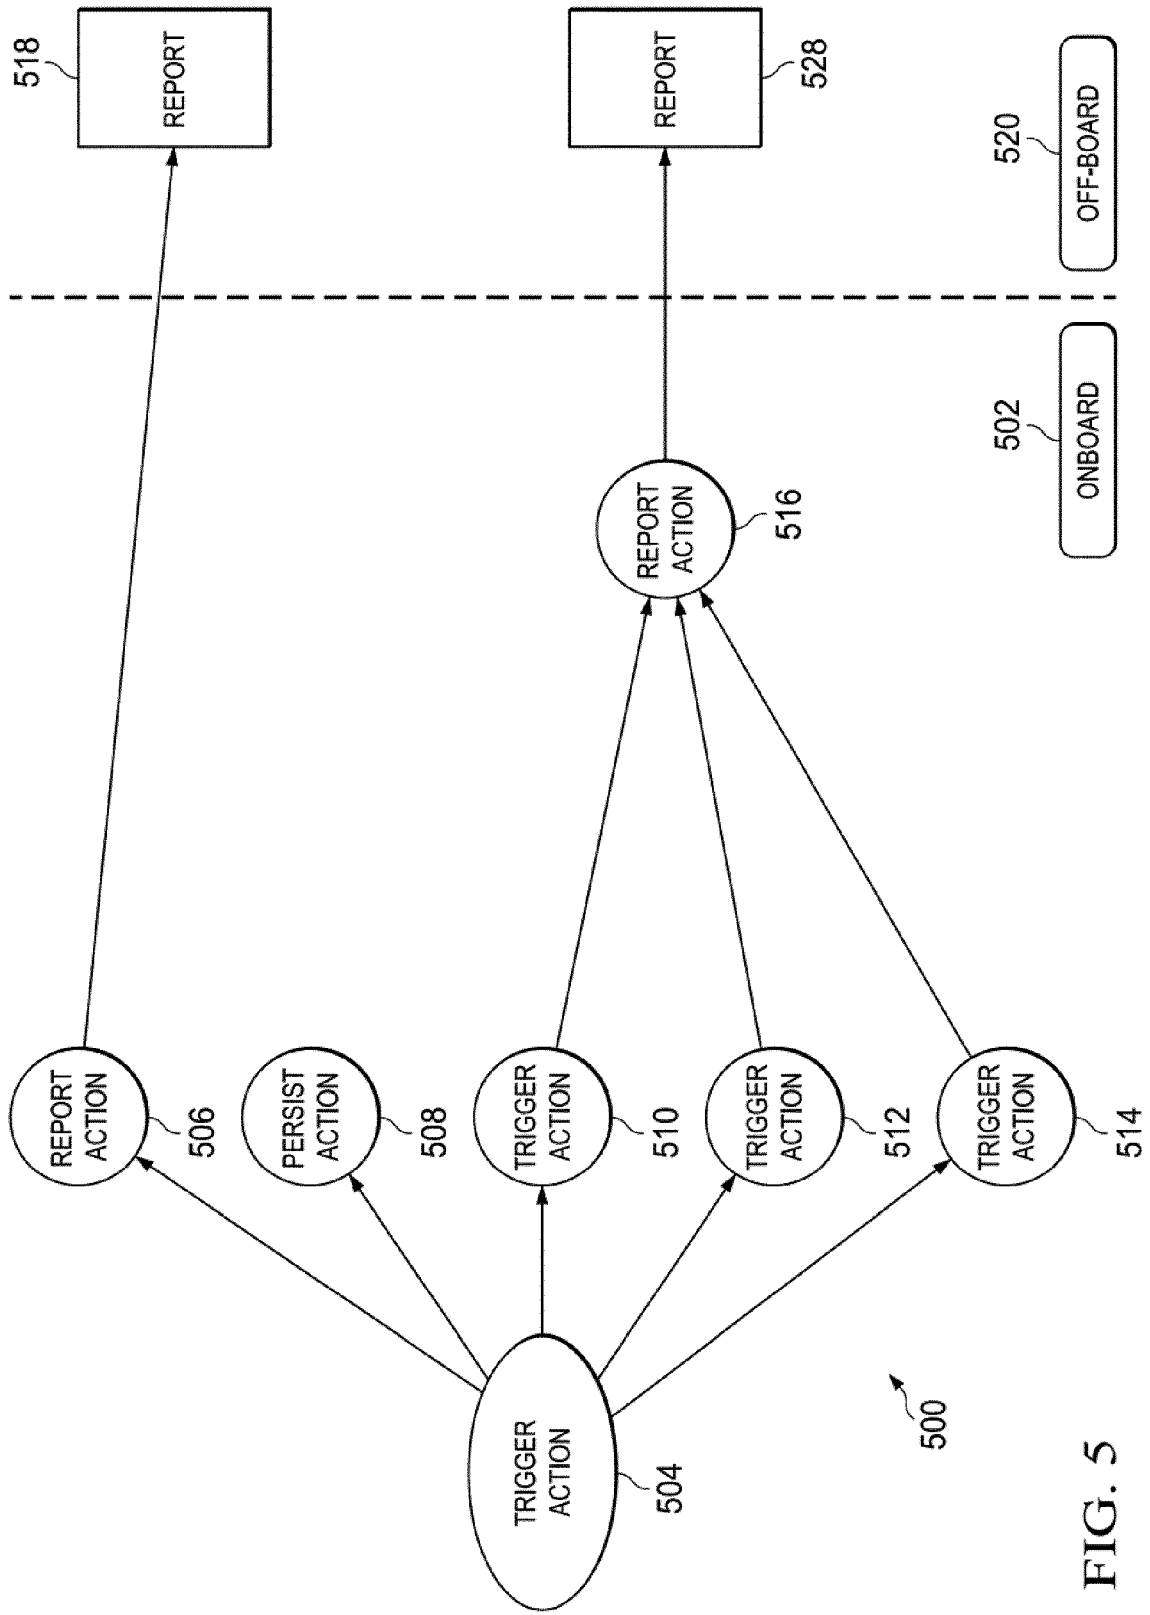 REPORT
ACTION
506
REPORT
518
PERSIST
ACTION
508
TRIGGER
ACTION
504
TRIGGER
ACTION
510
REPORT
ACTION
516
REPORT
528
TRIGGER
ACTION
512
TRIGGER
ACTION
514
500
502
ONBOARD
520
OFF-BOARD
FIG. 5